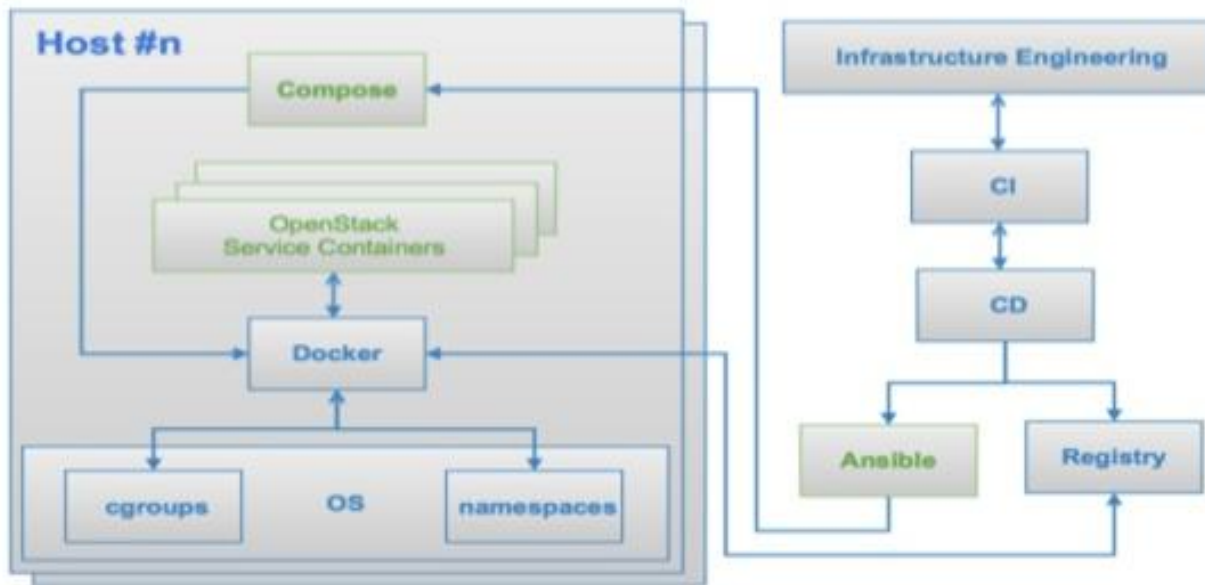 Host #n
Compose
OpenStack
Service Containers
Docker
cgroups
OS
namespaces
Infrastructure Engineering
CI
CD
Ansible
Registry